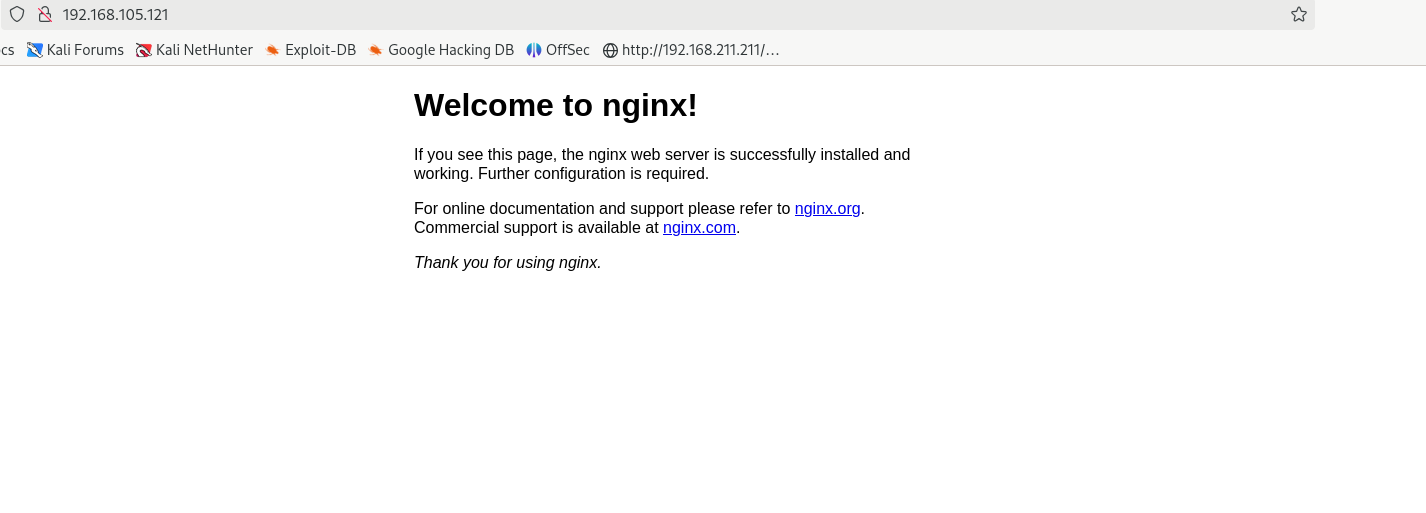 192.168.105.121
cs Kali Forums Kali NetHunter Exploit-DB Google Hacking DB OffSec http://192.168.211.211/…
Welcome to nginx!
If you see this page, the nginx web server is successfully installed and
working. Further configuration is required.
For online documentation and support please refer to nginx.org.
Commercial support is available at nginx.com.
Thank you for using nginx.